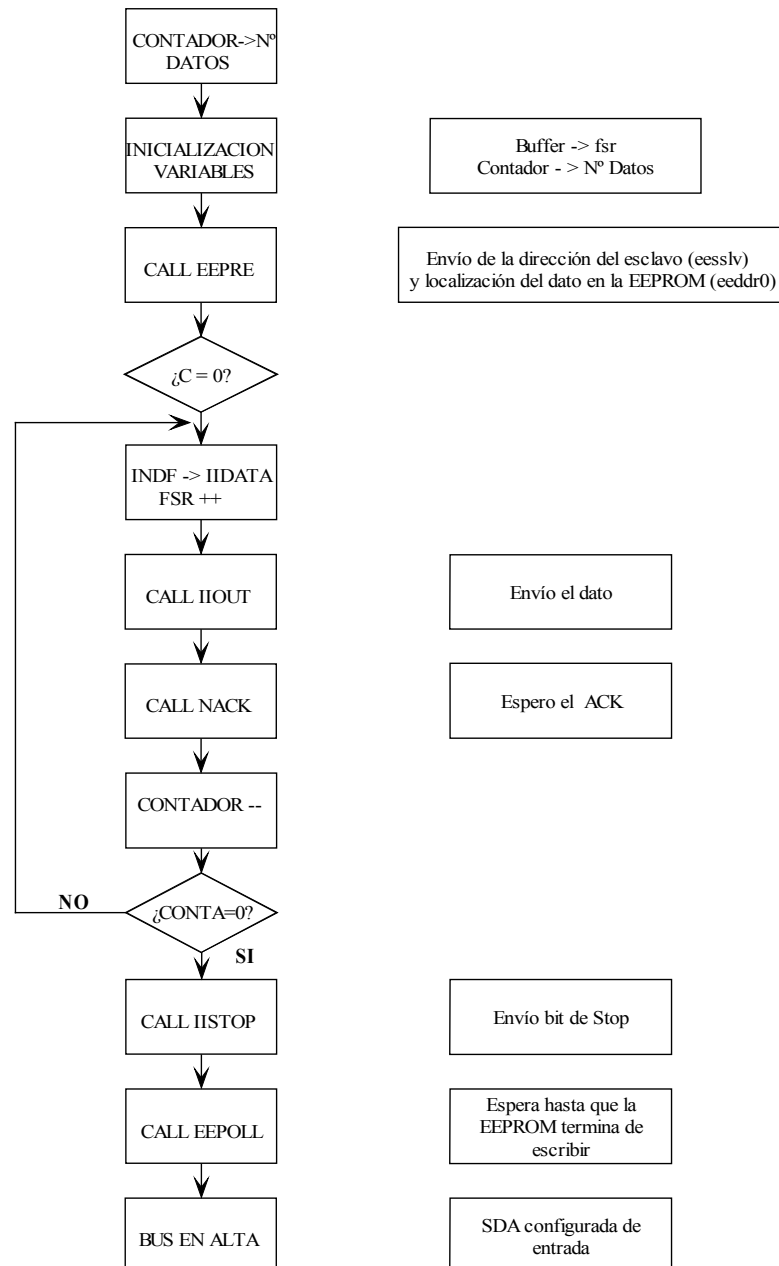 CONTADOR->Nº
DATOS
INICIALIZACION
VARIABLES
Buffer -> fsr
Contador - > Nº Datos
CALL EEPRE
Envío de la dirección del esclavo (eesslv)
y localización del dato en la EEPROM (eeddr0)
¿C = 0?
INDF -> IIDATA
FSR ++
CALL IIOUT
Envío el dato
CALL NACK
Espero el ACK
CONTADOR --
NO
¿CONTA=0?
SI
CALL IISTOP
Envío bit de Stop
CALL EEPOLL
Espera hasta que la
EEPROM termina de
escribir
BUS EN ALTA
SDA configurada de
entrada